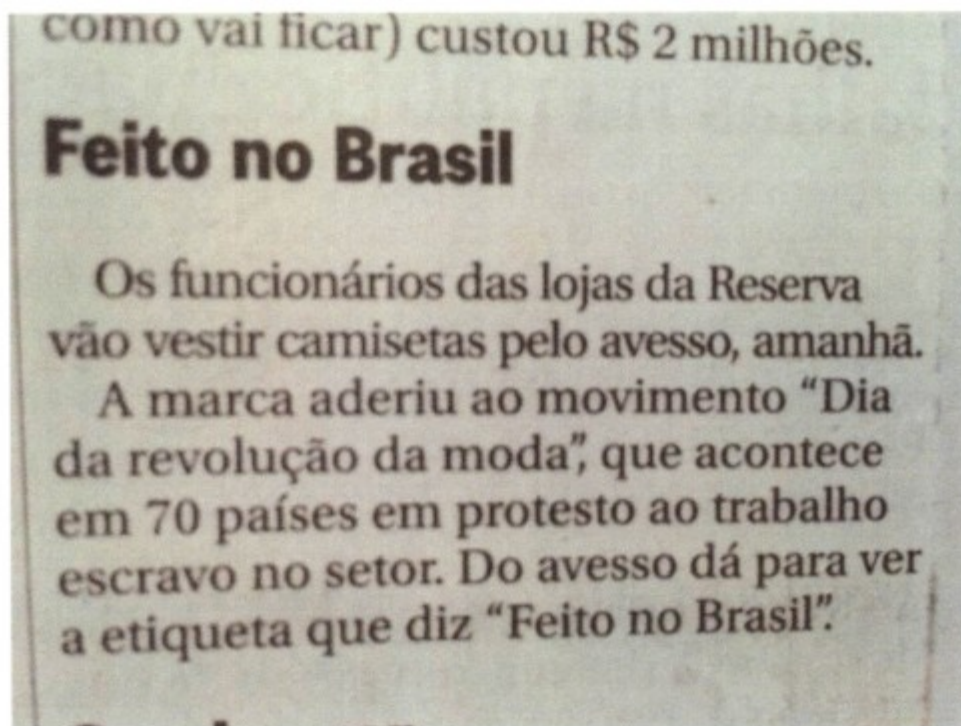 como vai ficar) custou R$ 2 milhões.
Feito no Brasil
Os funcionários das lojas da Reserva
vão vestir camisetas pelo avesso, amanhã.
A marca aderiu ao movimento “Dia
da revolução da moda”, que acontece
em 70 países em protesto ao trabalho
escravo no setor. Do avesso dá para ver
a etiqueta que diz “Feito no Brasil”.